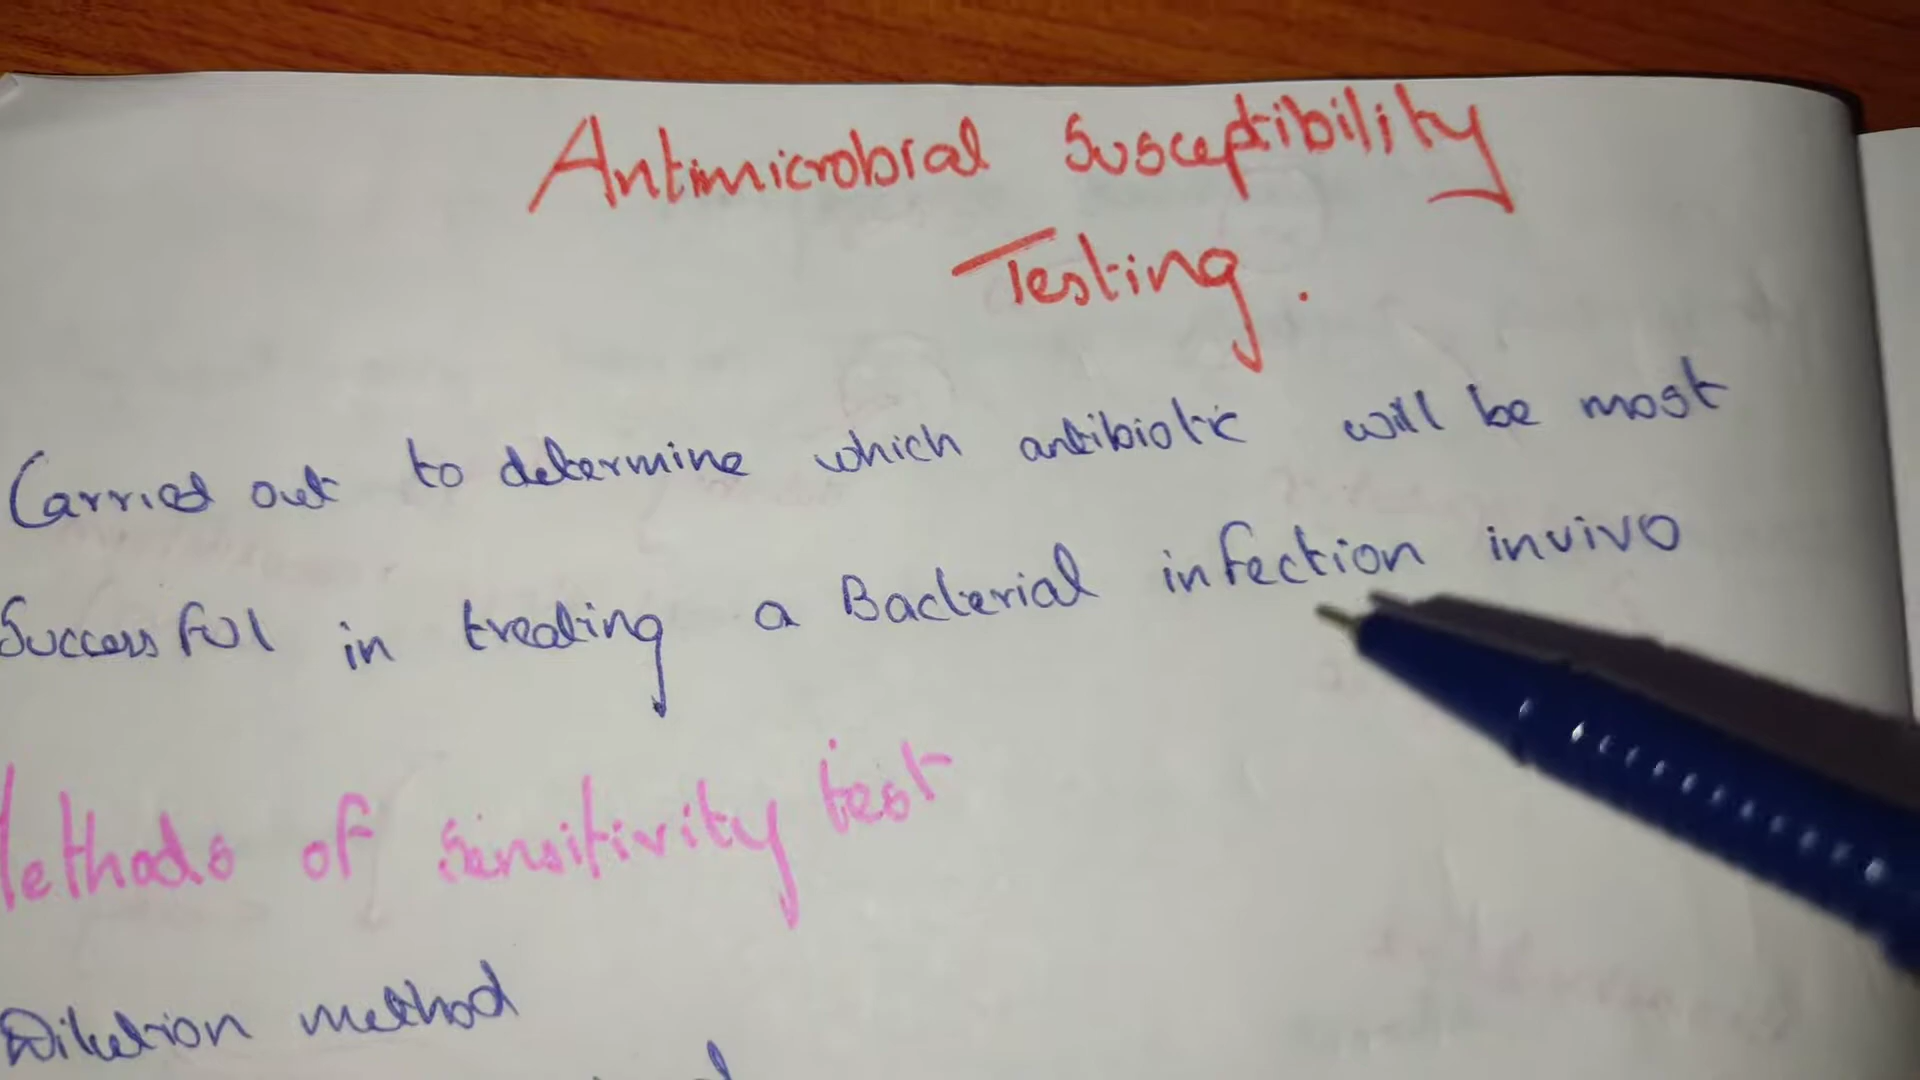 Antimicrobial Susceptibility
Testing.
Carried out to determine which antibiotic will be most
Successful in treating a Bacterial infection invivo
Methods of sensitivity test
Dilution method